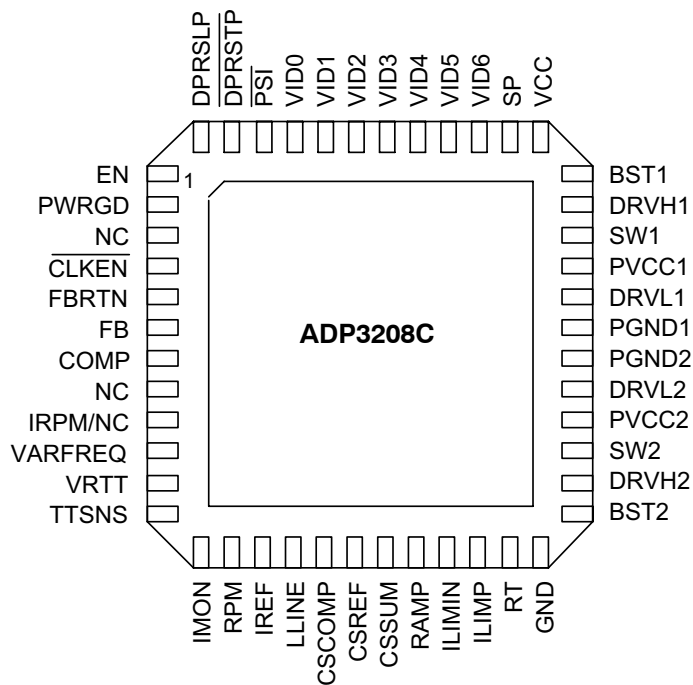 DPRSLP
DPRSTP
PSI
VID0
VID1
VID2
VID3
VID4
VID5
VID6
SP
VCC
EN
PWRGD
NC
CLKEN
FBRTN
FB
COMP
NC
IRPM/NC
VARFREQ
VRTT
TTSNS
1
ADP3208C
BST1
DRVH1
SW1
PVCC1
DRVL1
PGND1
PGND2
DRVL2
PVCC2
SW2
DRVH2
BST2
IMON
RPM
IREF
LLINE
CSCOMP
CSREF
CSSUM
RAMP
ILIMIN
ILIMP
RT
GND